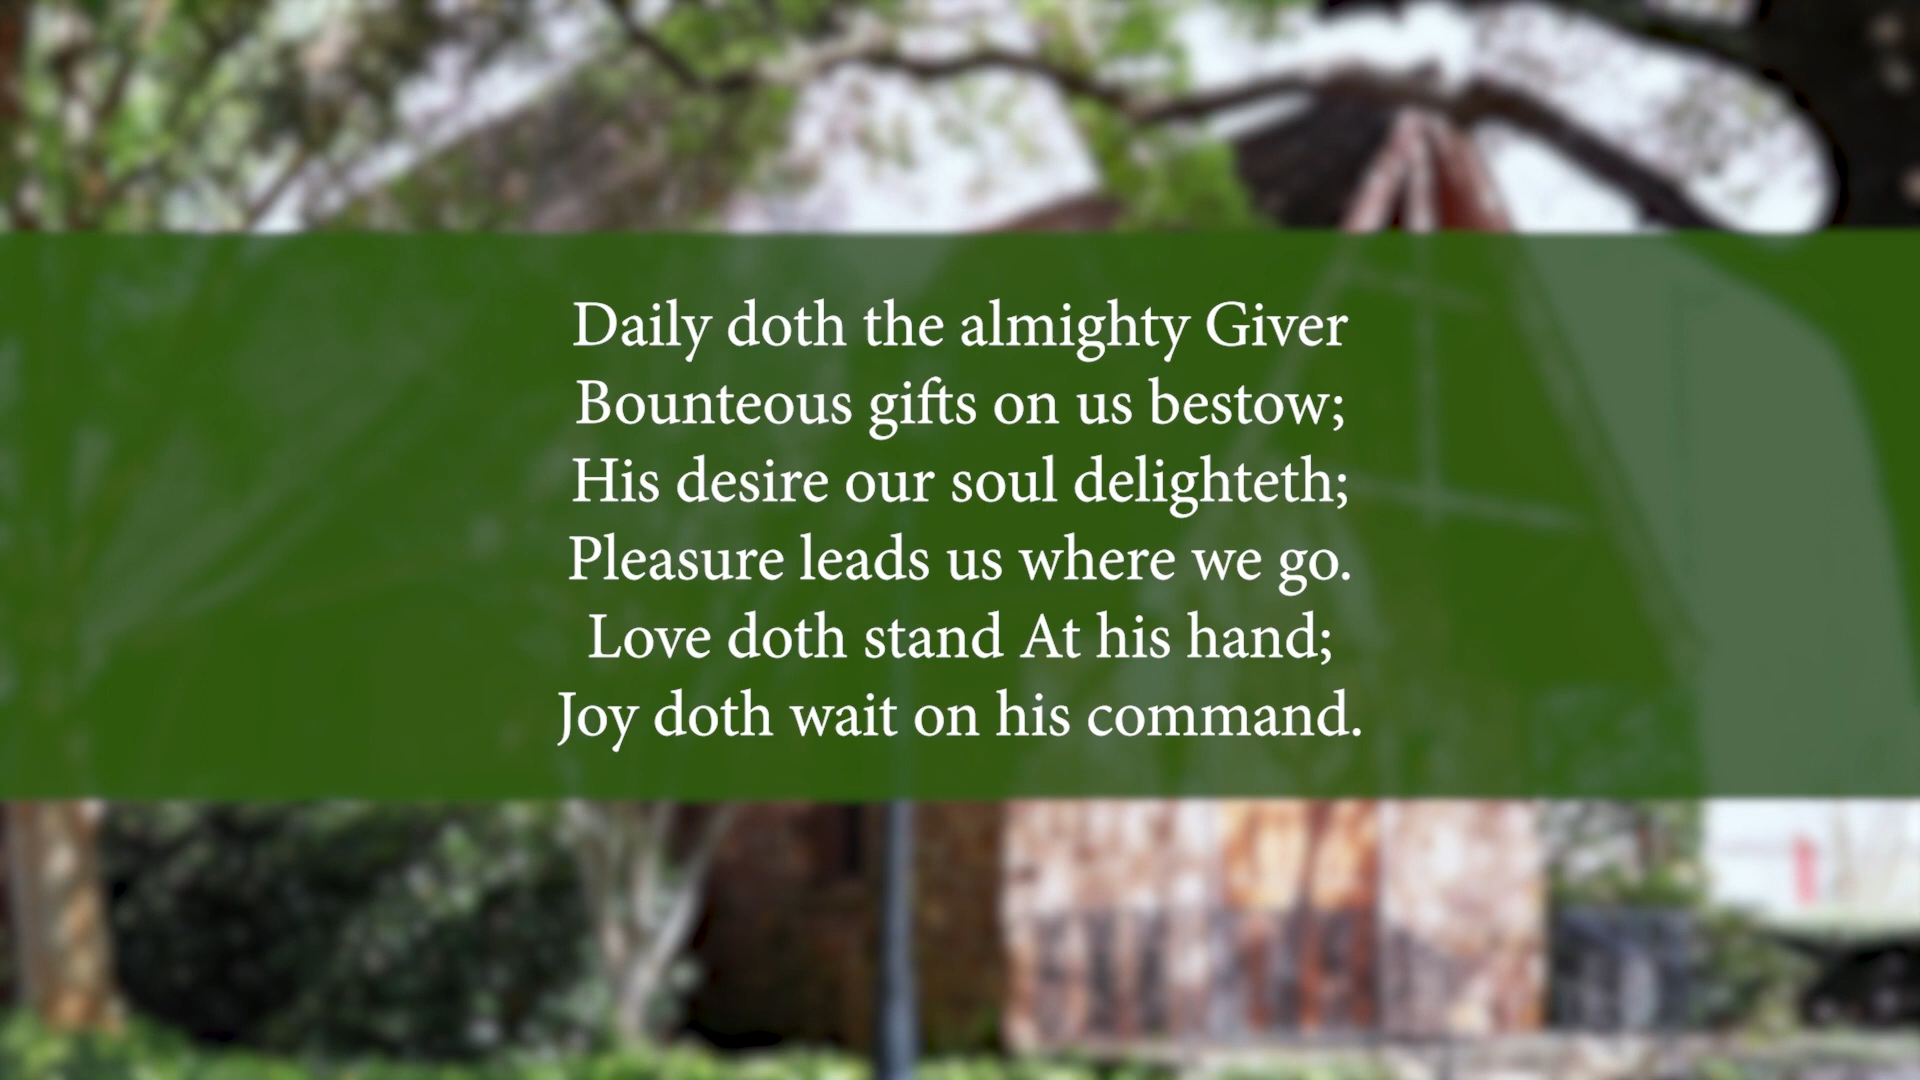 Daily doth the almighty Giver
Bounteous gifts on us bestow;
His desire our soul delighteth;
Pleasure leads us where we go.
Love doth stand At his hand;
Joy doth wait on his command.